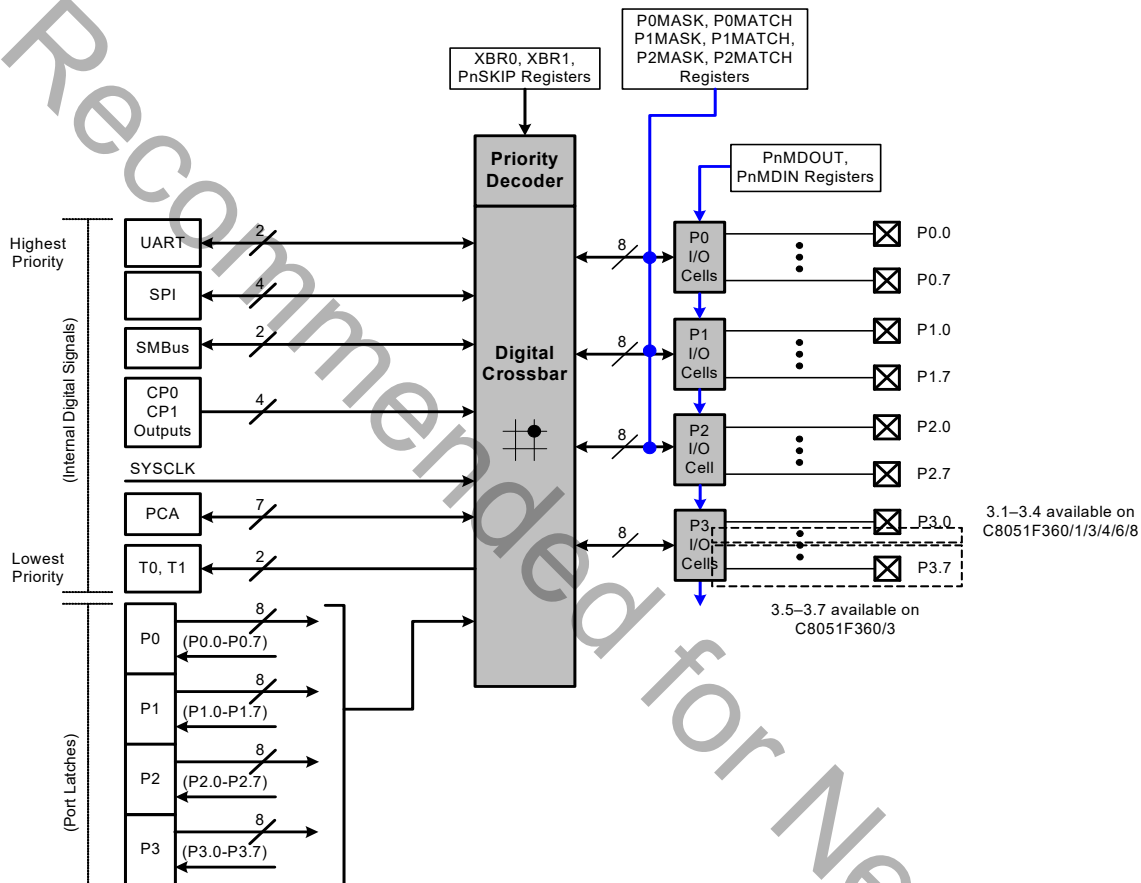 P0MASK, P0MATCH
P1MASK, P1MATCH,
P2MASK, P2MATCH
Registers
XBR0, XBR1,
PnSKIP Registers
PnMDOUT,
PnMDIN Registers
Priority
Decoder
Highest
Priority
(Internal Digital Signals)
Lowest
Priority
UART
2
SPI
4
SMBus
2
CP0
CP1
Outputs
4
SYSCLK
PCA
7
T0, T1
2
Digital
Crossbar
8
P0
I/O
Cells
P0.0
P0.7
8
P1
I/O
Cells
P1.0
P1.7
8
P2
I/O
Cell
P2.0
P2.7
8
P3
I/O
Cells
P3.0
P3.7
3.1–3.4 available on
C8051F360/1/3/4/6/8
3.5–3.7 available on
C8051F360/3
(Port Latches)
P0
8
(P0.0-P0.7)
P1
8
(P1.0-P1.7)
P2
8
(P2.0-P2.7)
P3
8
(P3.0-P3.7)
Recommended for Ne